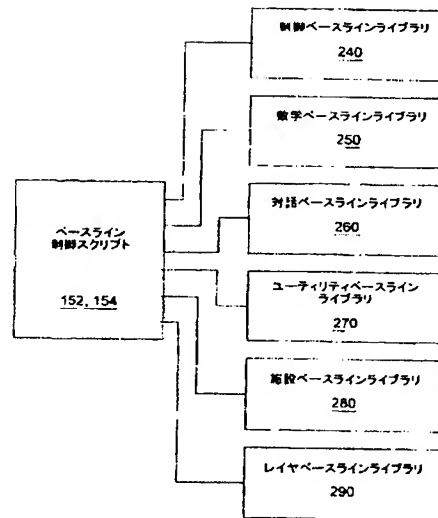 制御ベースラインライブラリ
240
数学ベースラインライブラリ
250
対話ベースラインライブラリ
260
ベースライン
制御スクリプト
152, 154
ユーティリティベースライン
ライブラリ
270
施設ベースラインライブラリ
280
レイヤベースラインライブラリ
290